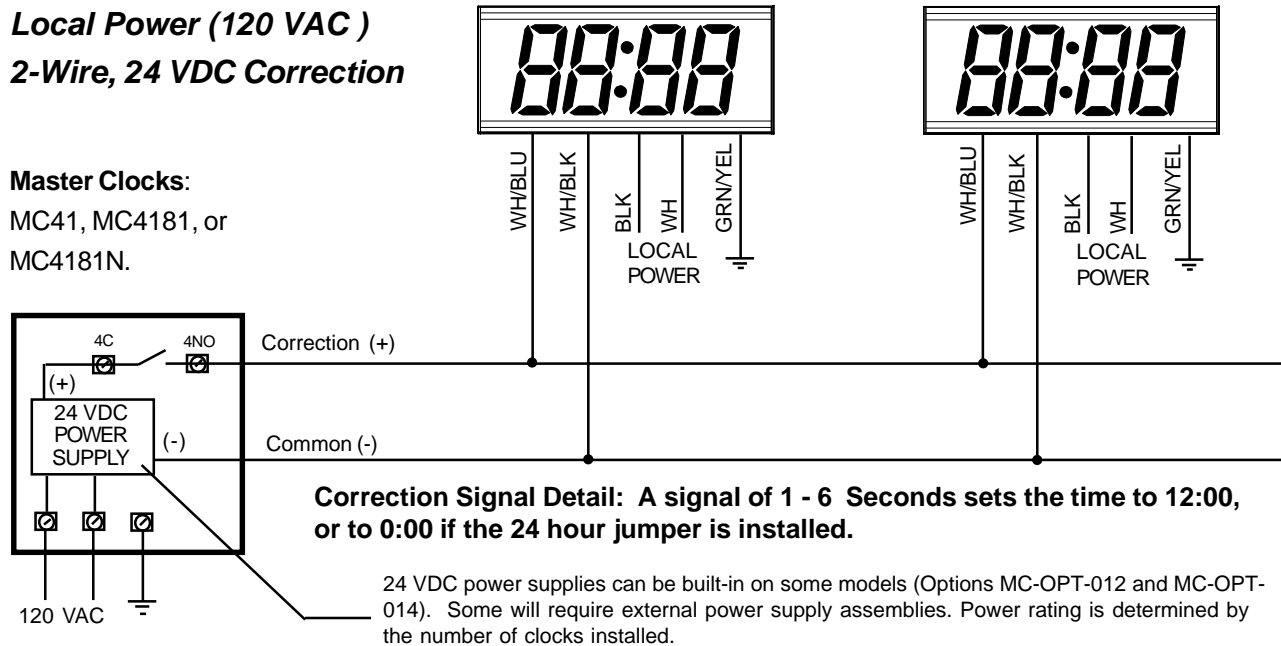 Local Power (120 VAC )
2-Wire, 24 VDC Correction
Master Clocks:
MC41, MC4181, or
MC4181N.
88:88
WH/BLU
WH/BLK
BLK
WH
GRN/YEL
LOCAL
POWER
88:88
WH/BLU
WH/BLK
BLK
WH
GRN/YEL
LOCAL
POWER
4C
4NO
Correction (+)
(+)
24 VDC
POWER
SUPPLY
(-)
Common (-)
120 VAC
Correction Signal Detail: A signal of 1 - 6 Seconds sets the time to 12:00,
or to 0:00 if the 24 hour jumper is installed.
24 VDC power supplies can be built-in on some models (Options MC-OPT-012 and MC-OPT-
014). Some will require external power supply assemblies. Power rating is determined by
the number of clocks installed.